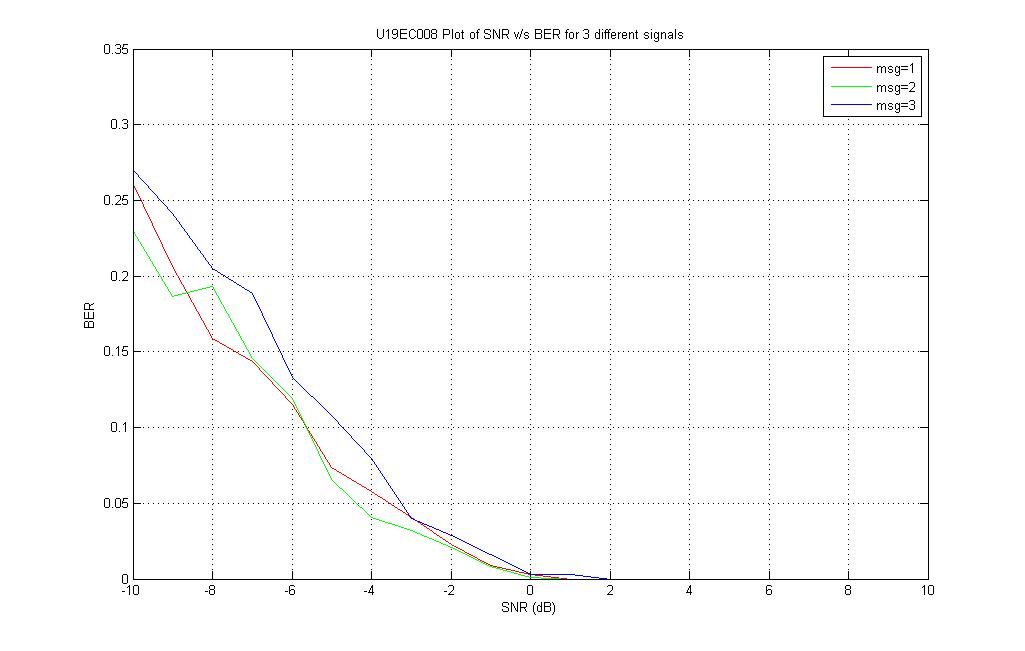 U19EC008 Plot of SNR v/s BER for 3 different signals
msg=1
msg=2
msg=3
0.35
0.3
0.25
0.2
0.15
0.1
0.05
0
BER
-10 -8 -6 -4 -2 0 2 4 6 8 10
SNR (dB)